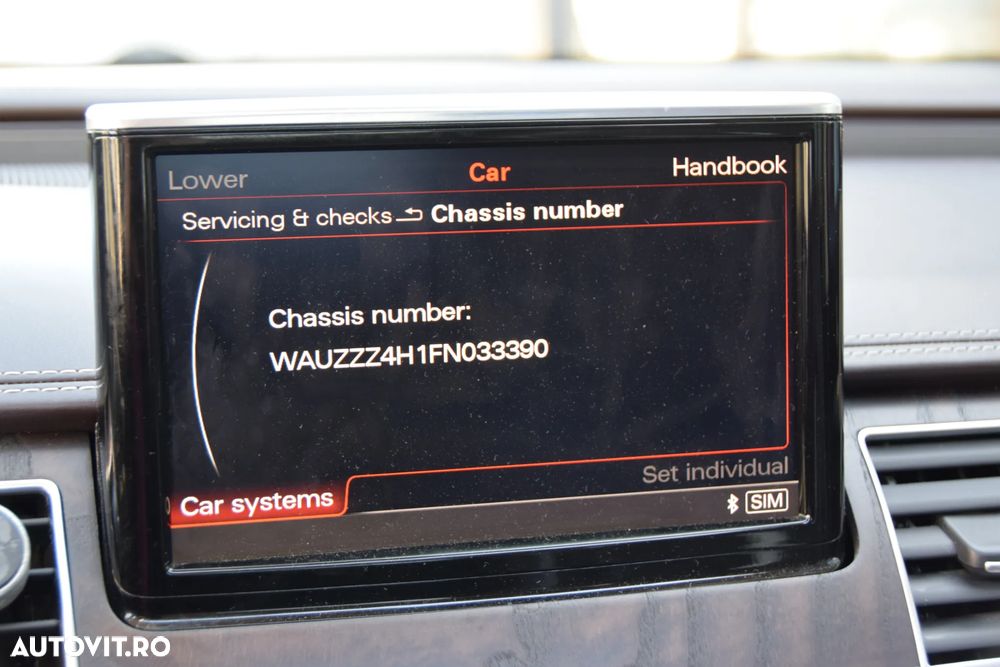 Lower Car Handbook
Servicing & checks Chassis number
Chassis number:
WAUZZZ4H1FN033390
Set individual
Car systems
SIM
AUTOVIT.RO